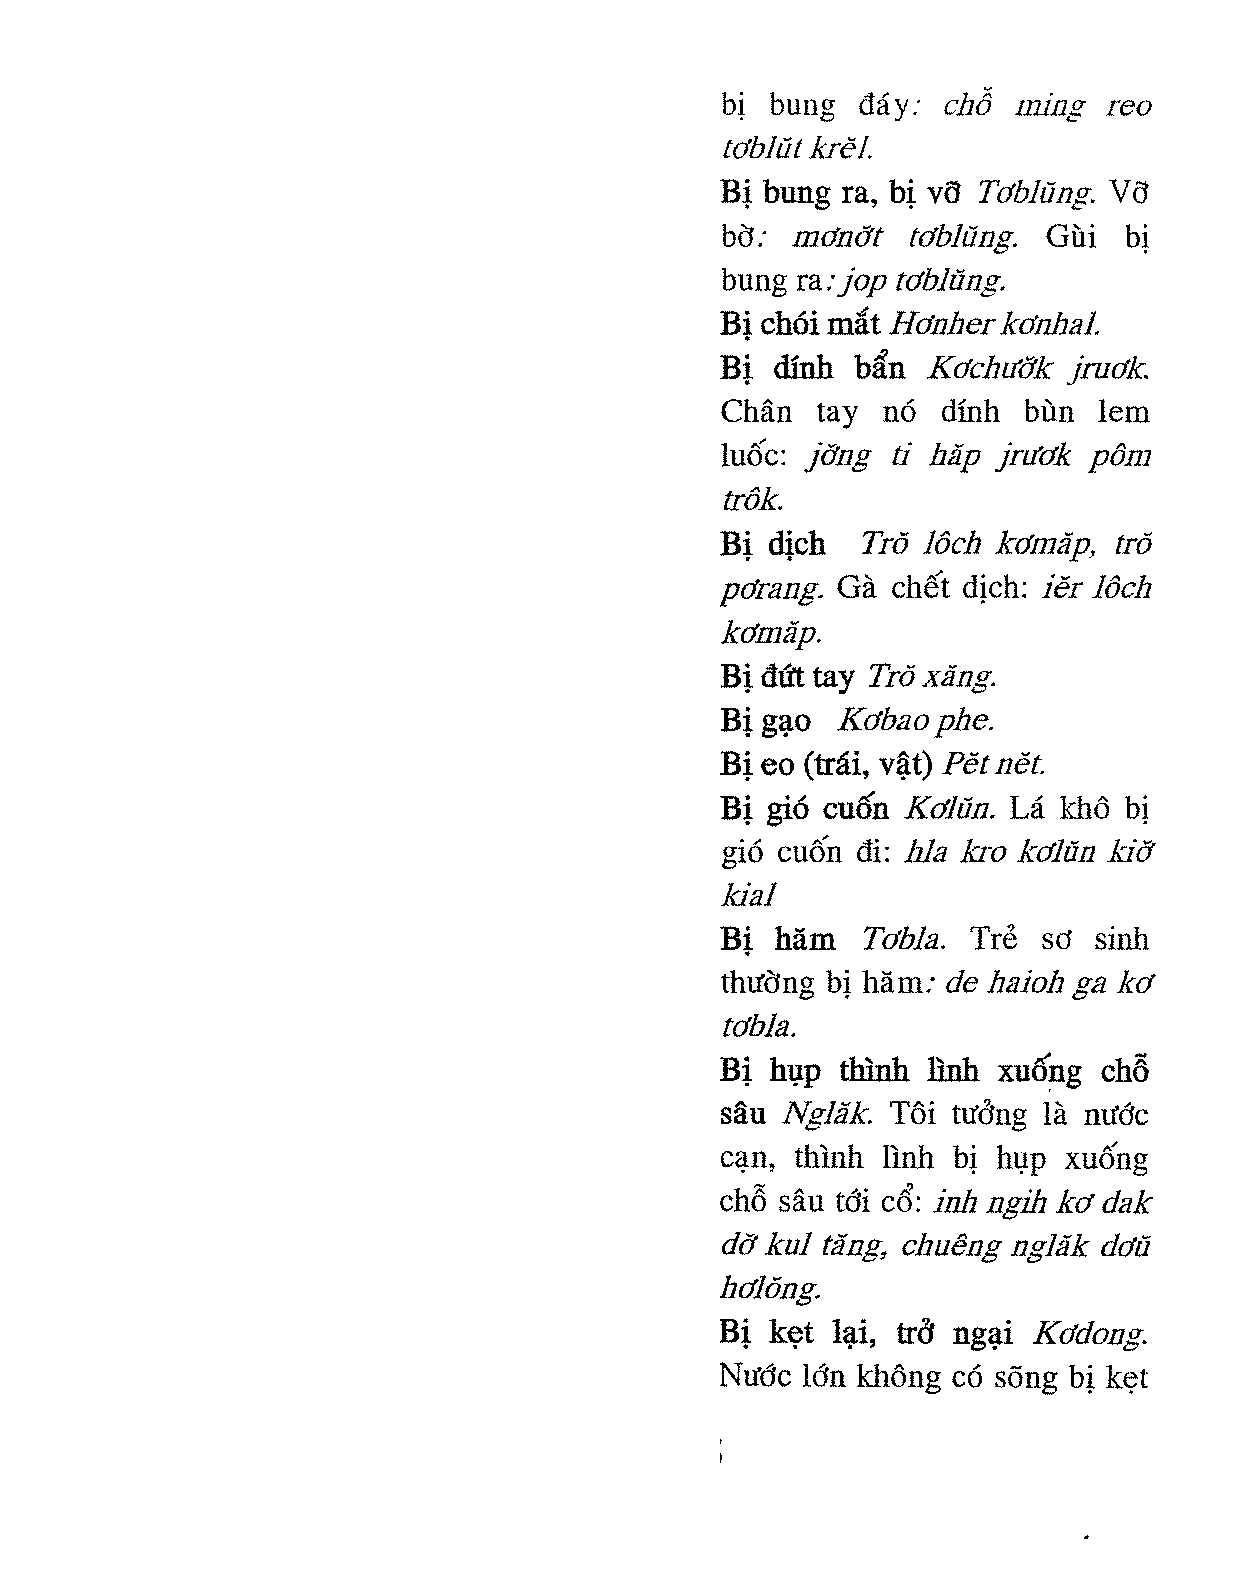 bị bung đáy: chỗ ming reo
tơblŭt krĕl.
Bị bung ra, bị vỡ Tơblŭng. Vỡ
bờ: mơnơ̆t tơblŭng. Gùi bị
bung ra: jop tơblŭng.
Bị chói mắt Hơnher kơnhal.
Bị dính bẩn Kơchươ̆k jruơk.
Chân tay nó dính bùn lem
luốc: jơ̆ng ti hăp jrươk pôm
trôk.
Bị dịch Trŏ lôch kơmăp, trŏ
pơrang. Gà chết dịch: iĕr lôch
kơmăp.
Bị đứt tay Trŏ xăng.
Bị gạo Kơbao phe.
Bị eo (trái, vật) Pĕt nĕt.
Bị gió cuốn Kơlŭn. Lá khô bị
gió cuốn đi: hla kro kơlŭn kiơ̆
kial
Bị hăm Tơbla. Trẻ sơ sinh
thường bị hăm: de haioh ga kơ
tơbla.
Bị hụp thình lình xuống chỗ
sâu Nglăk. Tôi tưởng là nước
cạn, thình lình bị hụp xuống
chỗ sâu tới cổ: inh ngih kơ dak
dơ̆ kul tăng, chuêng nglăk dơŭ
hơlŏng.
Bị kẹt lại, trở ngại Kơdong.
Nước lớn không có sõng bị kẹt